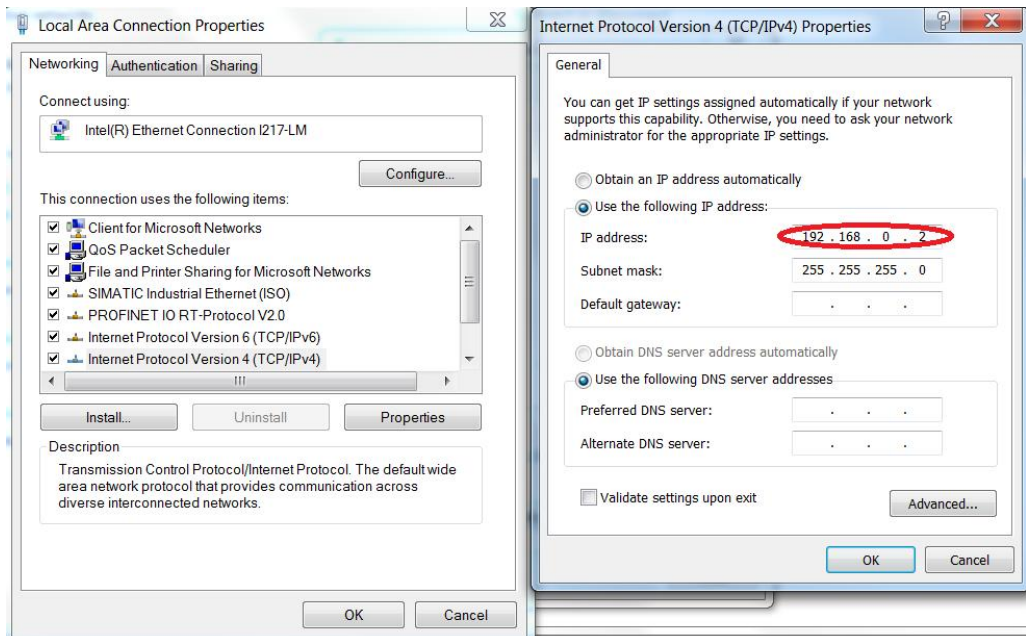 Local Area Connection Properties
Networking
Authentication
Sharing
Connect using:
Intel(R) Ethernet Connection I217-LM
Configure...
This connection uses the following items:
Client for Microsoft Networks
QoS Packet Scheduler
File and Printer Sharing for Microsoft Networks
SIMATIC Industrial Ethernet (ISO)
PROFINET IO RT-Protocol V2.0
Internet Protocol Version 6 (TCP/IPv6)
Internet Protocol Version 4 (TCP/IPv4)
Install...
Uninstall
Properties
Description
Transmission Control Protocol/Internet Protocol. The default wide
area network protocol that provides communication across
diverse interconnected networks.
OK
Cancel
Internet Protocol Version 4 (TCP/IPv4) Properties
General
You can get IP settings assigned automatically if your network
supports this capability. Otherwise, you need to ask your network
administrator for the appropriate IP settings.
Obtain an IP address automatically
Use the following IP address:
IP address: 192 . 168 . 0 . 2
Subnet mask: 255 . 255 . 255 . 0
Default gateway: . . .
Obtain DNS server address automatically
Use the following DNS server addresses
Preferred DNS server: . . .
Alternate DNS server: . . .
Validate settings upon exit
Advanced...
OK
Cancel